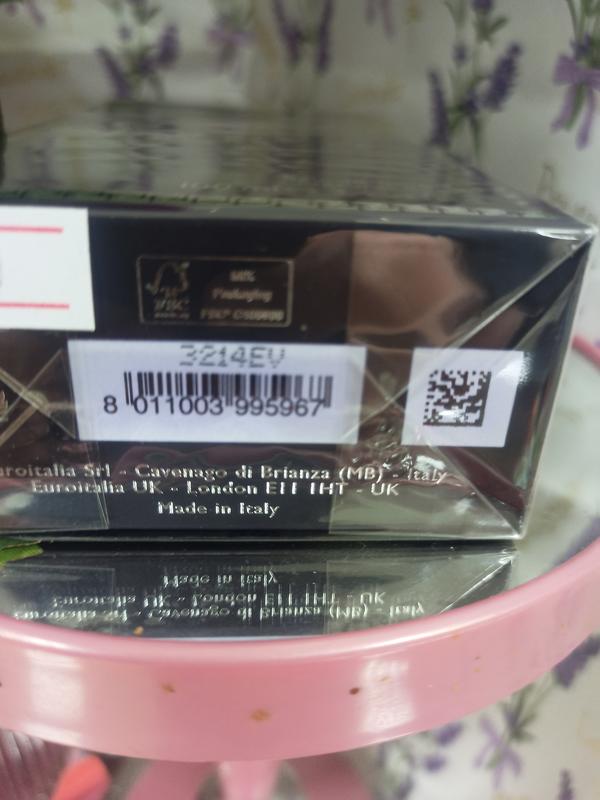 FSC
MIX
Packaging
3214EV
8 011003 995967
Euroitalia Srl - Cavenago di Brianza (MB) - Italy
Euroitalia UK - London E11 1HT - UK
Made in Italy